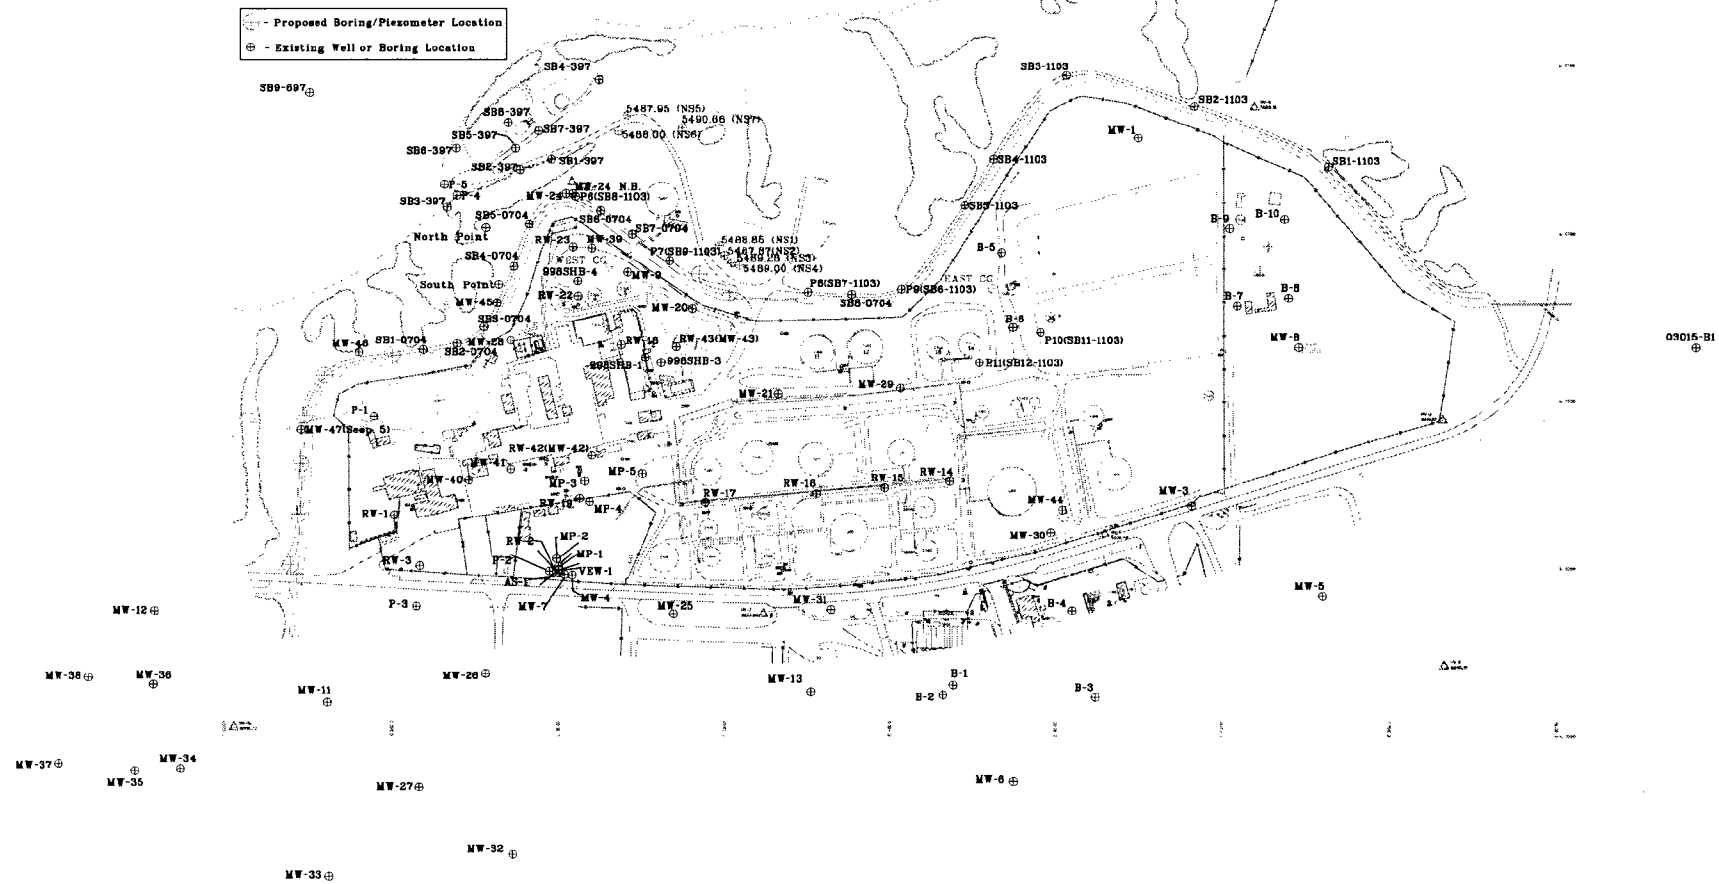 - Proposed Boring/Piezometer Location
- Existing Well or Boring Location
SB4-397
SB3-1103
SB9-697
SB2-1103
5487.95 (NS5)
SB8-397
5490.66 (NS7)
SB7-397
5488.00 (NS6)
MW-1
SB5-397
SB6-397
SB1-397
SB4-1103
SB1-1103
SB2-397
P-5
MW-24 N.B.
P-4
MW-24
P6(SB8-1103)
SB3-397
SB3-1103
SB5-0704
SB6-0704
B-9
B-10
SB7-0704
North Point
RW-23
MW-39
5488.85 (NS1)
P7(SB9-1103)
5487.87(NS2)
B-5
SB4-0704
WEST CG
5489.28 (NS3)
5489.00 (NS4)
998SHB-4
MW-9
EAST CG
South Point
P8(SB7-1103)
P9(SB6-1103)
RW-22
MW-45
SB8-0704
B-7
B-8
MW-20
SBS-0704
B-6
MW-46
SB1-0704
MW-28
RW-18
RW-43(MW-43)
P10(SB11-1103)
MW-8
03015-B1
SB2-0704
998SHB-1
998SHB-3
P11(SB12-1103)
MW-21
MW-29
P-1
MW-47(Seep 5)
RW-42(MW-42)
MW-41
MP-5
MW-40
MP-3
RW-14
RW-15
RW-16
RW-17
MW-44
MW-3
RW-19
MP-4
RW-1
MW-30
RW-2
MP-2
MP-1
RW-3
P-2
VEW-1
AS-1
MW-5
MW-12
P-3
MW-7
MW-4
MW-25
MW-31
B-4
MW-38
MW-36
MW-26
MW-13
B-1
B-2
B-3
MW-11
MW-37
MW-34
MW-35
MW-27
MW-6
MW-32
MW-33